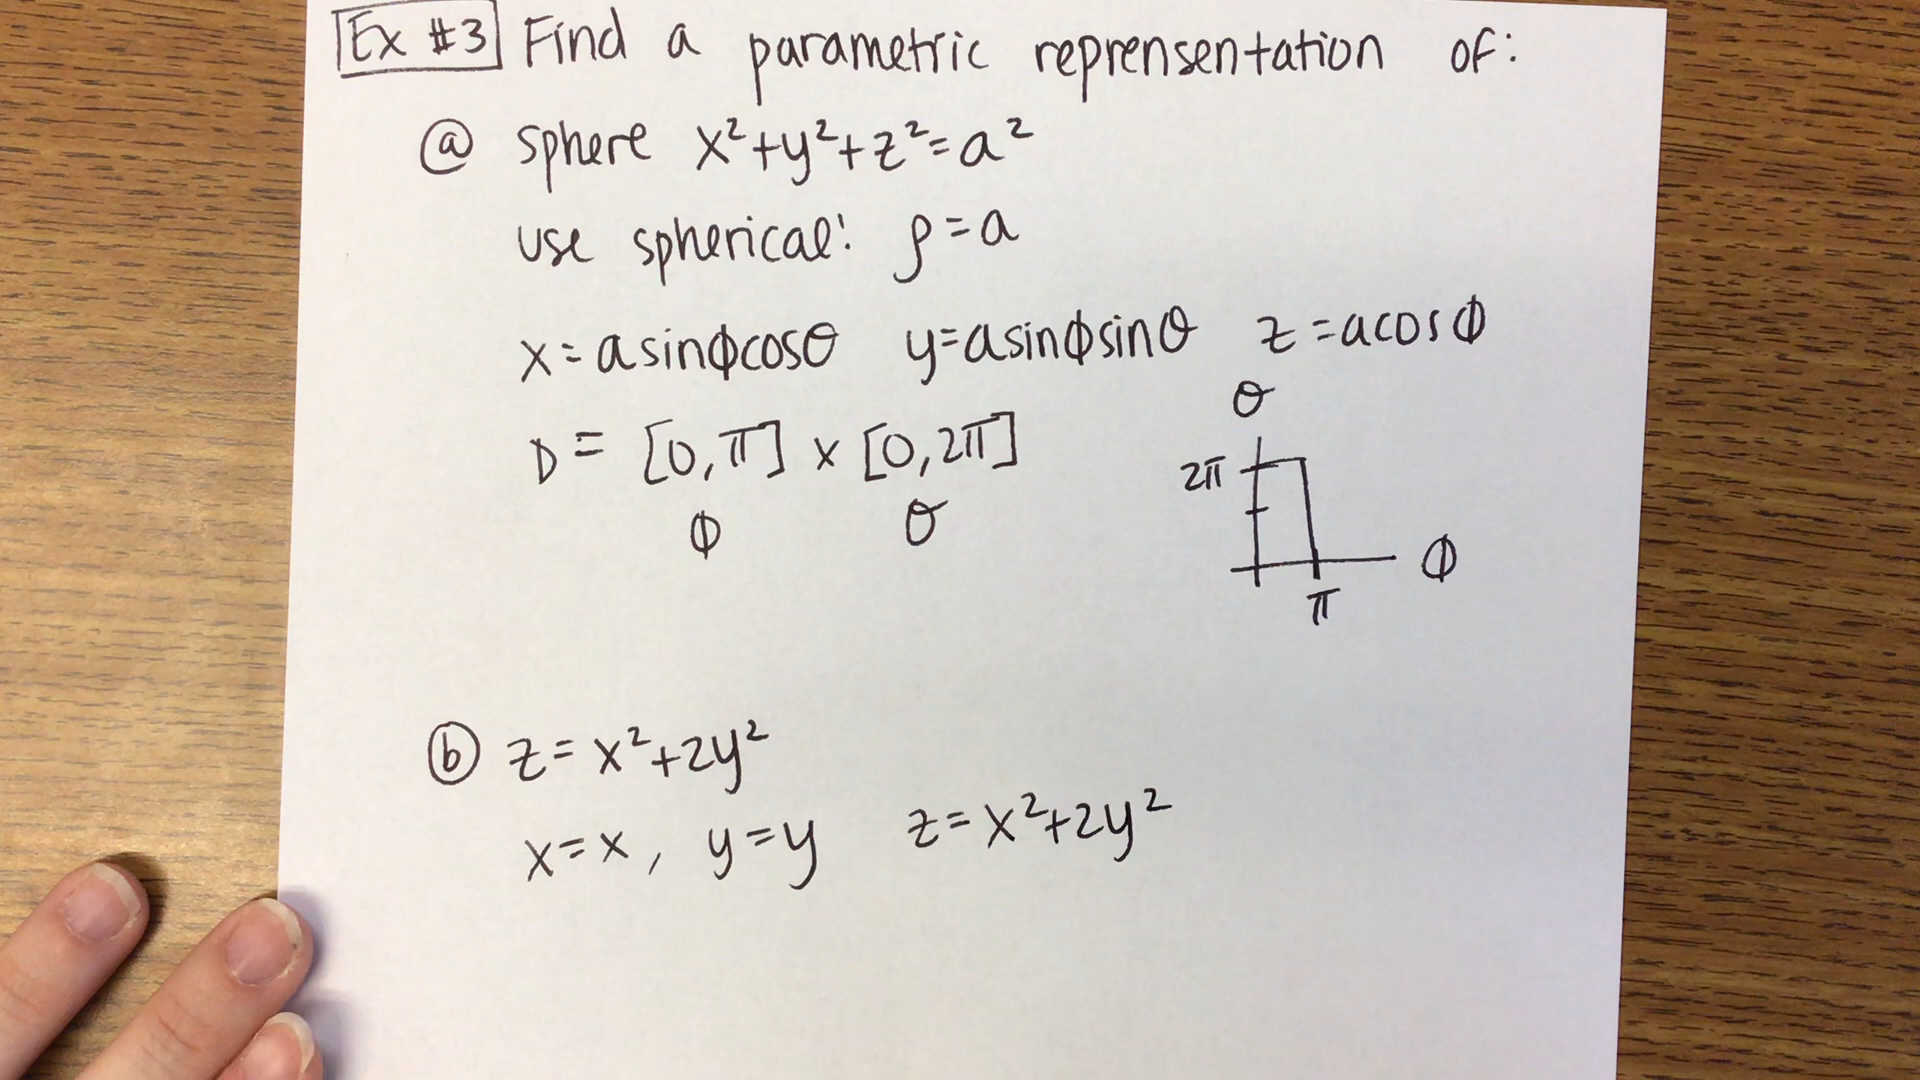 Ex #3 Find a parametric reprensentation of:
ⓐ sphere x²+y²+z²=a²
use spherical: ρ=a
x=asinϕcosθ y=asinϕsinθ z=acosϕ
D = [0,π] x [0,2π]
ϕ θ
θ
2π
ϕ
π
ⓑ z=x²+2y²
x=x, y=y z=x²+2y²